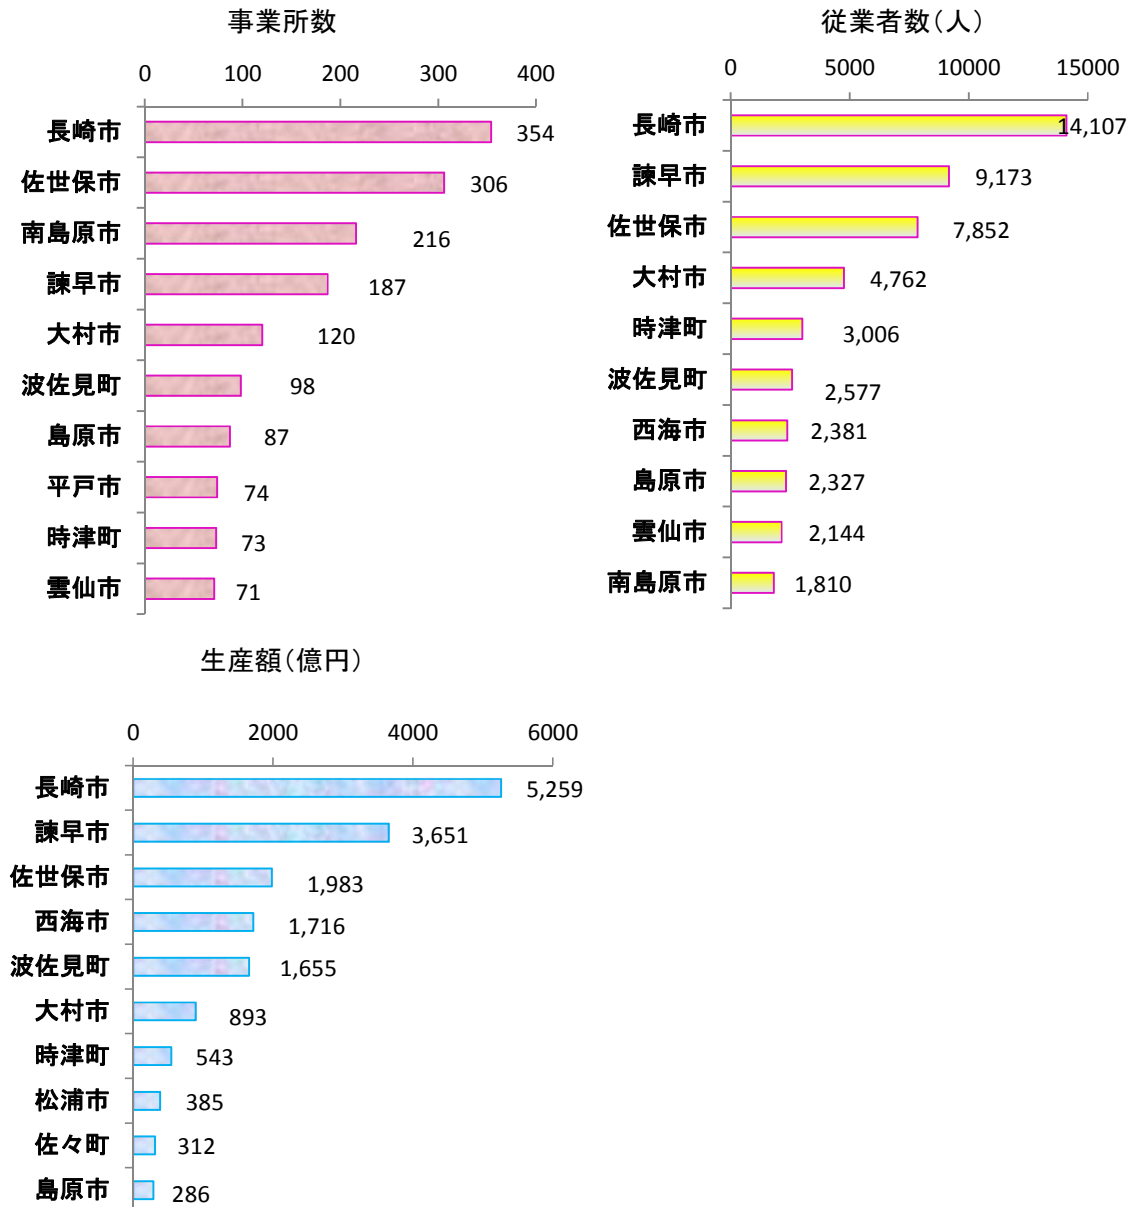 事業所数
0 100 200 300 400
長崎市 354
佐世保市 306
南島原市 216
諫早市 187
大村市 120
波佐見町 98
島原市 87
平戸市 74
時津町 73
雲仙市 71
従業者数(人)
0 5000 10000 15000
長崎市 14,107
諫早市 9,173
佐世保市 7,852
大村市 4,762
時津町 3,006
波佐見町 2,577
西海市 2,381
島原市 2,327
雲仙市 2,144
南島原市 1,810
生産額(億円)
0 2000 4000 6000
長崎市 5,259
諫早市 3,651
佐世保市 1,983
西海市 1,716
波佐見町 1,655
大村市 893
時津町 543
松浦市 385
佐々町 312
島原市 286